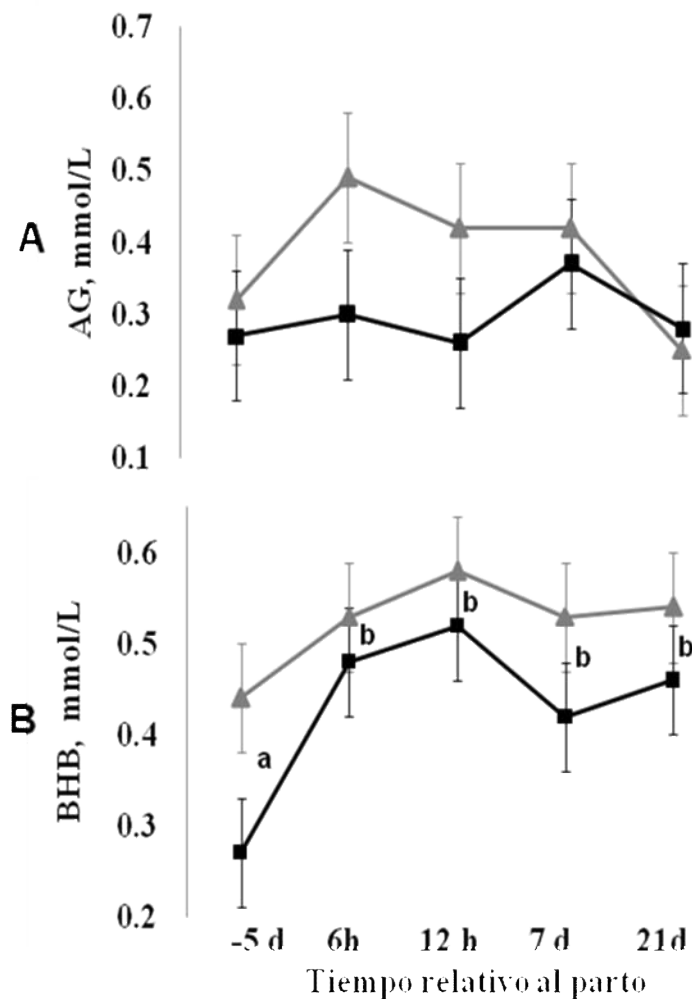 A
AG, mmol/L
0.7
0.6
0.5
0.4
0.3
0.2
0.1
B
BHB, mmol/L
0.6
0.5
0.4
0.3
0.2
a
b
b
b
b
-5 d 6h 12 h 7 d 21d
Tiempo relativo al parto